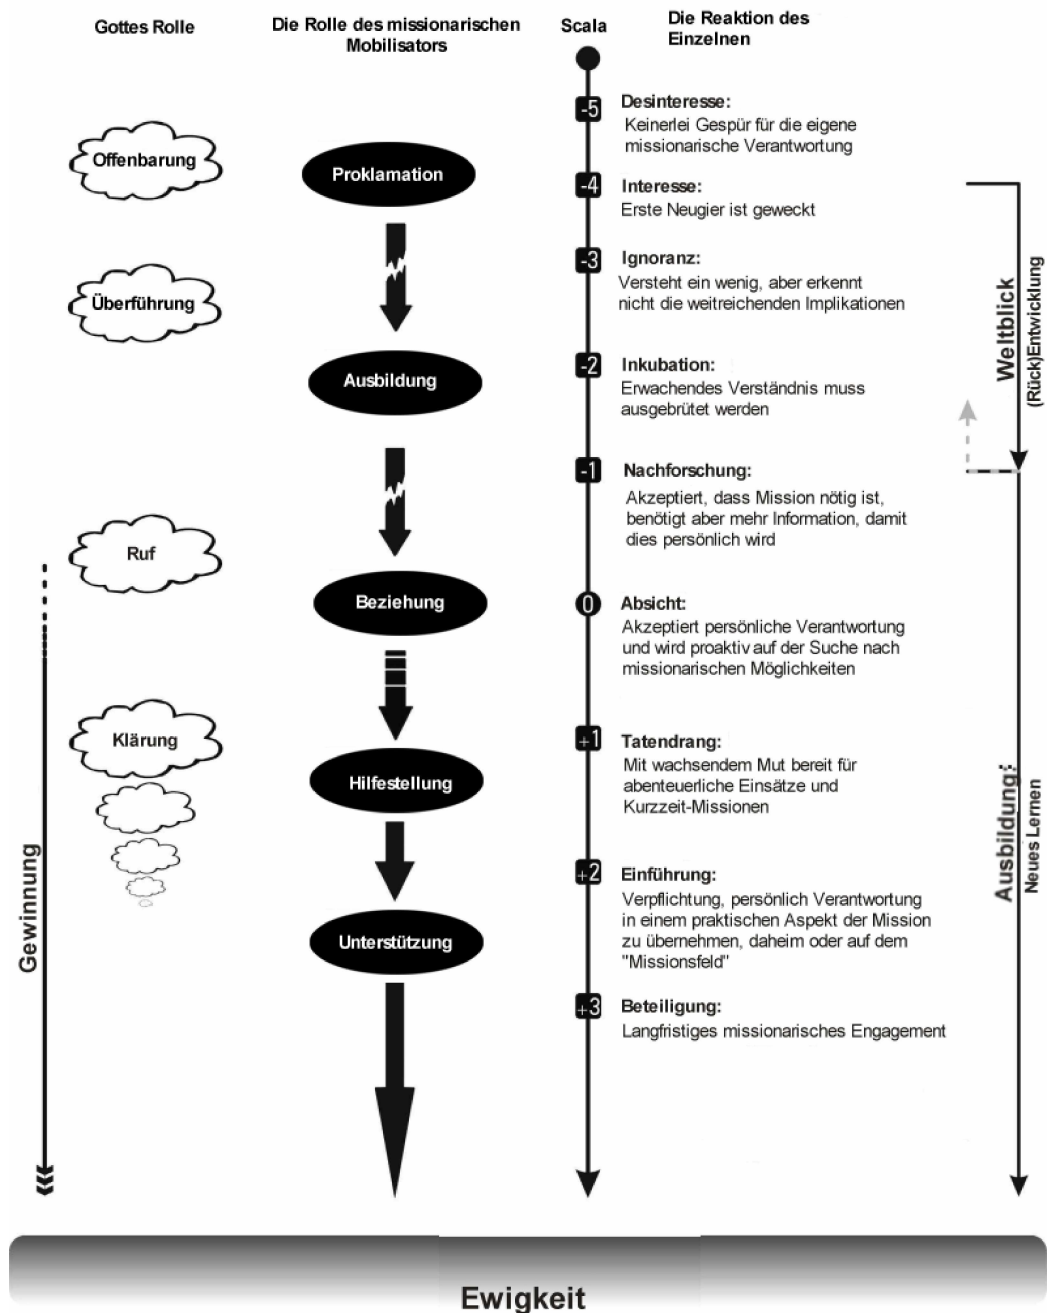 Gottes Rolle
Die Rolle des missionarischen
Mobilisators
Scala
Die Reaktion des
Einzelnen
Offenbarung
Überführung
Ruf
Klärung
Gewinnung
Proklamation
Ausbildung
Beziehung
Hilfestellung
Unterstützung
-5
Desinteresse:
Keinerlei Gespür für die eigene
missionarische Verantwortung
-4
Interesse:
Erste Neugier ist geweckt
-3
Ignoranz:
Versteht ein wenig, aber erkennt
nicht die weitreichenden Implikationen
-2
Inkubation:
Erwachendes Verständnis muss
ausgebrütet werden
-1
Nachforschung:
Akzeptiert, dass Mission nötig ist,
benötigt aber mehr Information, damit
dies persönlich wird
0
Absicht:
Akzeptiert persönliche Verantwortung
und wird proaktiv auf der Suche nach
missionarischen Möglichkeiten
+1
Tatendrang:
Mit wachsendem Mut bereit für
abenteuerliche Einsätze und
Kurzzeit-Missionen
+2
Einführung:
Verpflichtung, persönlich Verantwortung
in einem praktischen Aspekt der Mission
zu übernehmen, daheim oder auf dem
"Missionsfeld"
+3
Beteiligung:
Langfristiges missionarisches Engagement
Weltblick
(Rück)Entwicklung
Ausbildung:
Neues Lernen
Ewigkeit